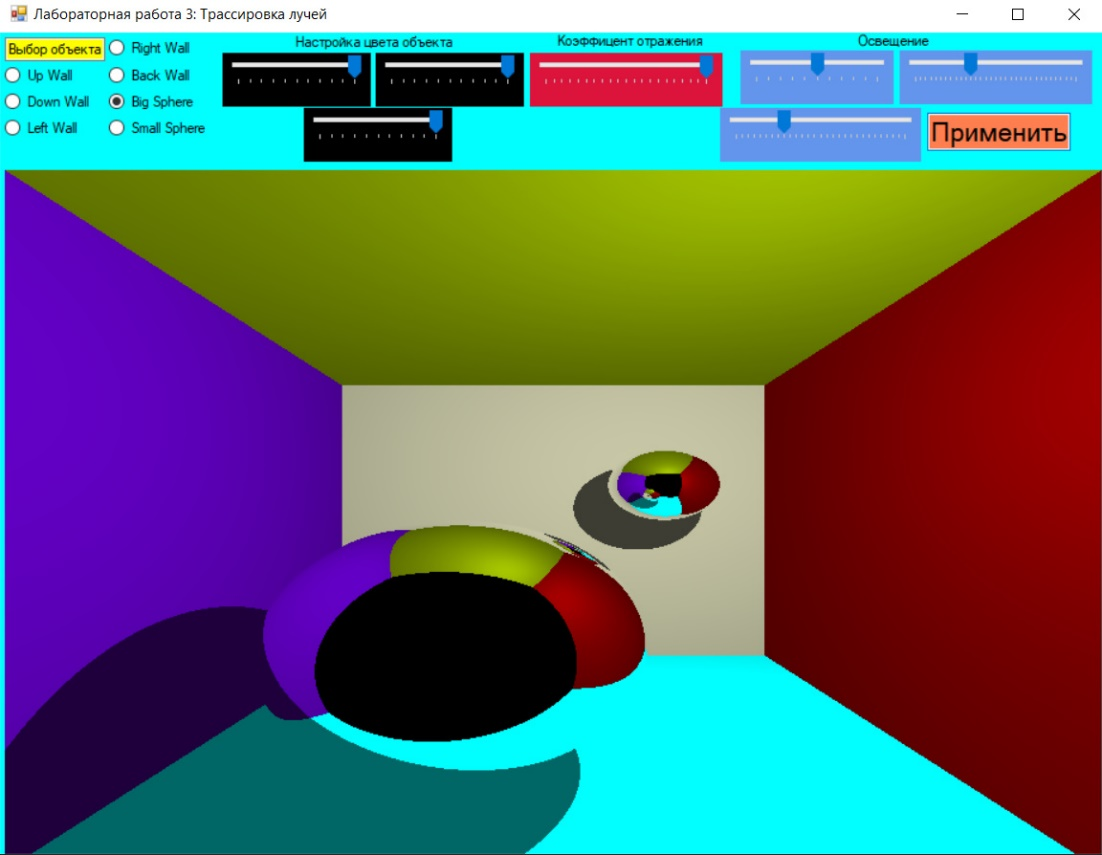 Лабораторная работа 3: Трассировка лучей
Выбор объекта
Right Wall
Up Wall
Back Wall
Down Wall
Big Sphere
Left Wall
Small Sphere
Настройка цвета объекта
Коэффицент отражения
Освещение
Применить